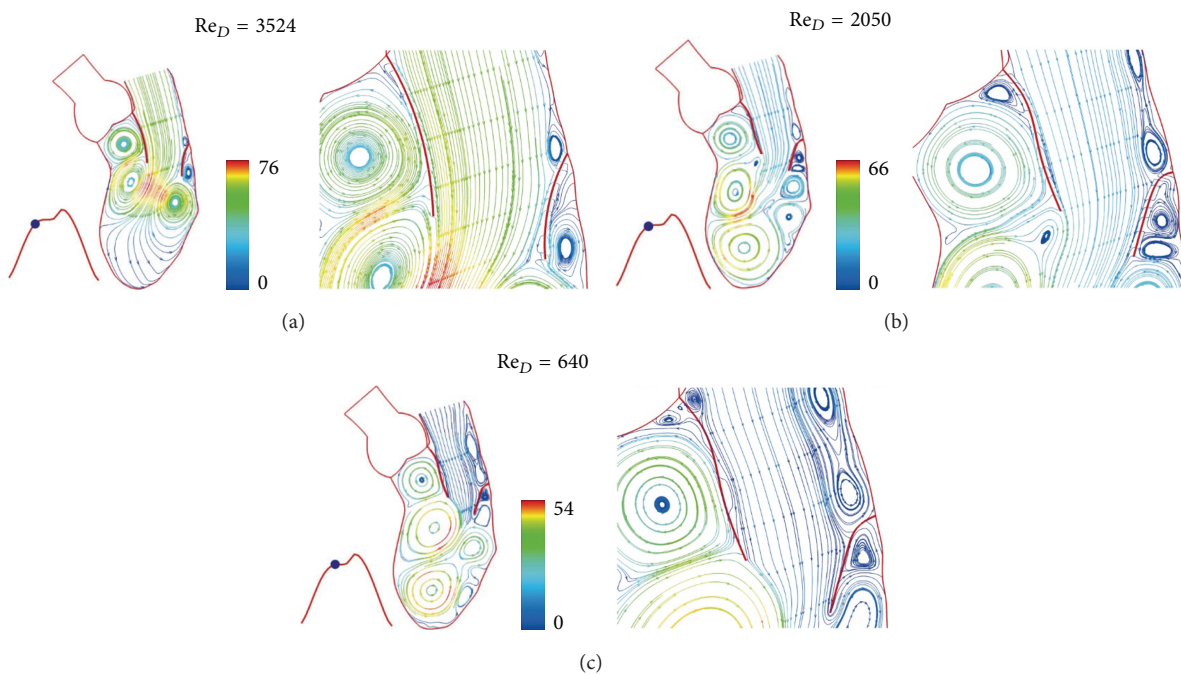 Re_D = 3524
76
0
(a)
Re_D = 2050
66
0
(b)
Re_D = 640
54
0
(c)